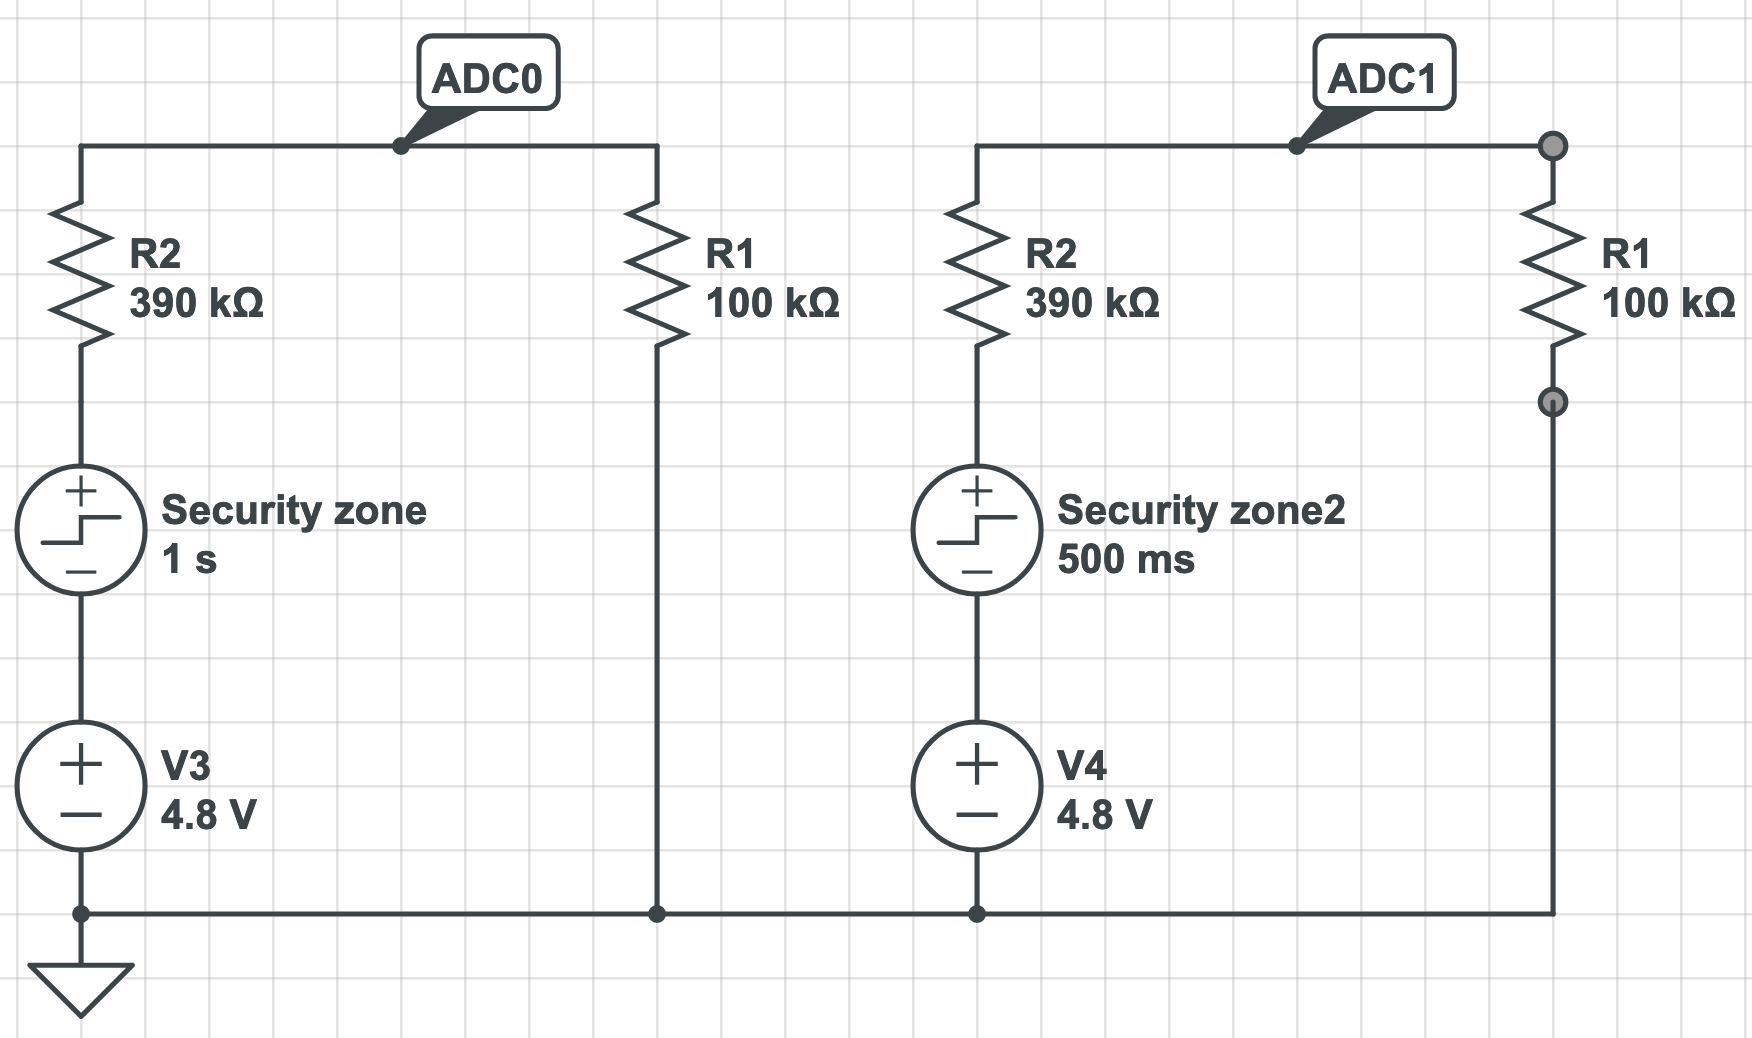 ADC0
ADC1
R2
390 kΩ
R1
100 kΩ
R2
390 kΩ
R1
100 kΩ
Security zone
1 s
Security zone2
500 ms
V3
4.8 V
V4
4.8 V